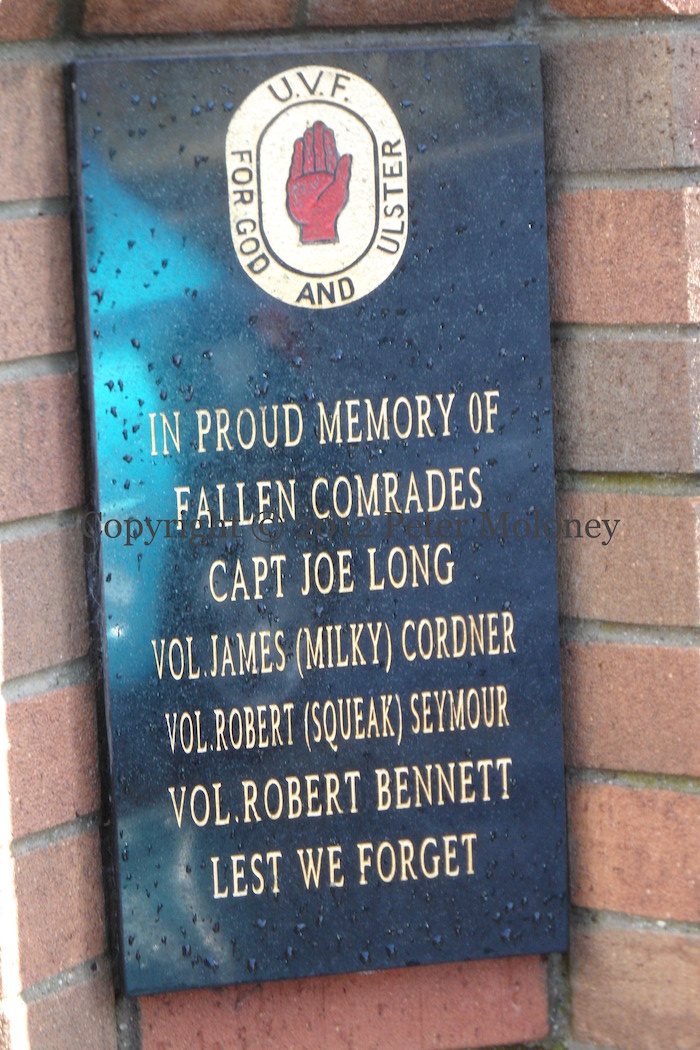 U.V.F.
FOR GOD AND ULSTER
IN PROUD MEMORY OF
FALLEN COMRADES
Copyright © 2012 Peter Moloney
CAPT JOE LONG
VOL.JAMES (MILKY) CORDNER
VOL.ROBERT (SQUEAK) SEYMOUR
VOL.ROBERT BENNETT
LEST WE FORGET